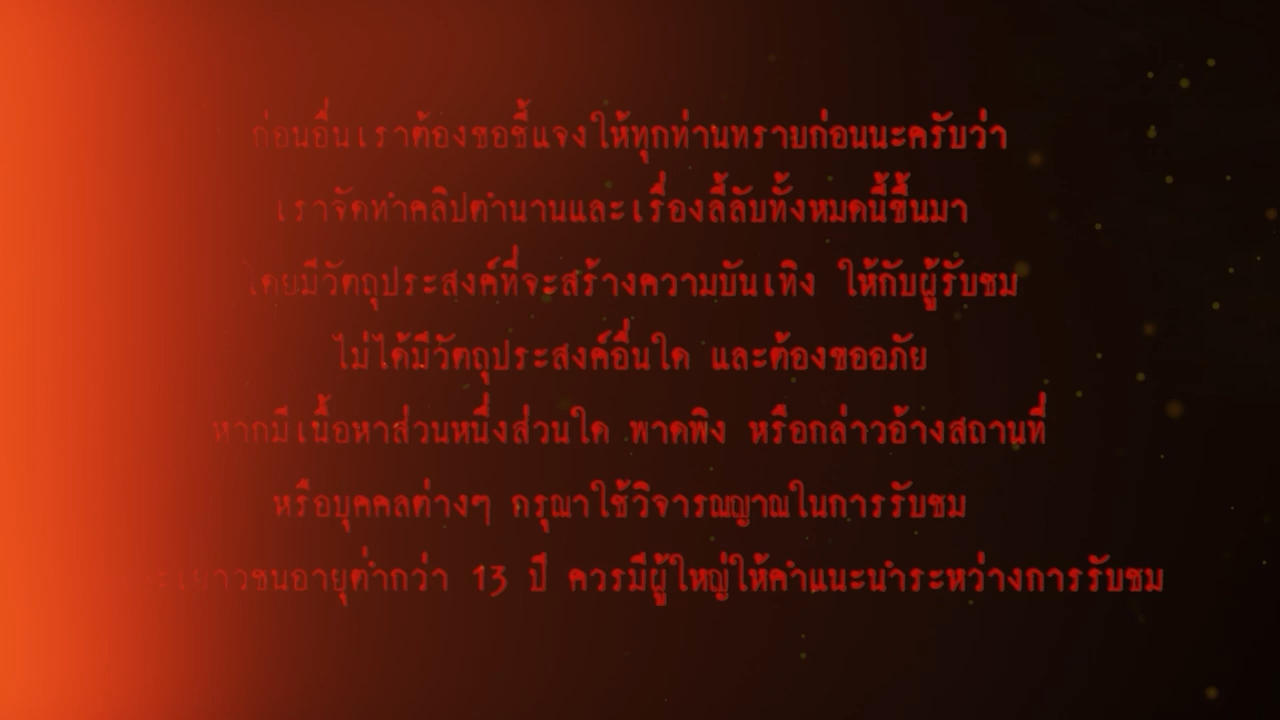 ก่อนอื่นเราต้องขอชี้แจงให้ทุกท่านทราบก่อนนะครับว่า
เราจัดทำคลิปตำนานและเรื่องลี้ลับทั้งหมดนี้ขึ้นมา
โดยมีวัตถุประสงค์ที่จะสร้างความบันเทิง ให้กับผู้รับชม
ไม่ได้มีวัตถุประสงค์อื่นใด และต้องขออภัย
หากมีเนื้อหาส่วนหนึ่งส่วนใด พาดพิง หรือกล่าวอ้างสถานที่
หรือบุคคลต่างๆ กรุณาใช้วิจารณญาณในการรับชม
และเยาวชนอายุต่ำกว่า 13 ปี ควรมีผู้ใหญ่ให้คำแนะนำระหว่างการรับชม